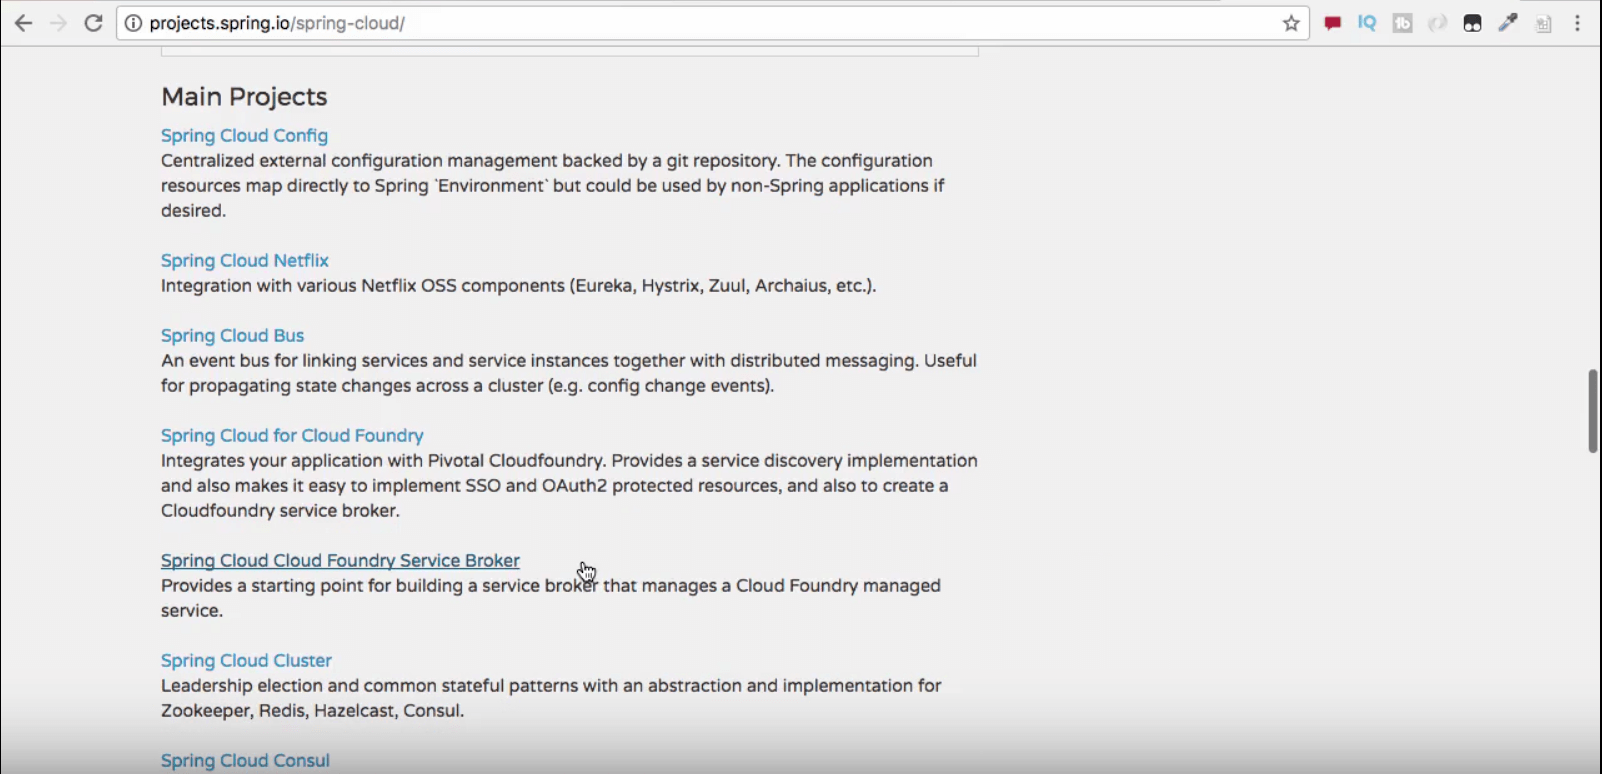 projects.spring.io/spring-cloud/
Main Projects
Spring Cloud Config
Centralized external configuration management backed by a git repository. The configuration
resources map directly to Spring `Environment` but could be used by non-Spring applications if
desired.
Spring Cloud Netflix
Integration with various Netflix OSS components (Eureka, Hystrix, Zuul, Archaius, etc.).
Spring Cloud Bus
An event bus for linking services and service instances together with distributed messaging. Useful
for propagating state changes across a cluster (e.g. config change events).
Spring Cloud for Cloud Foundry
Integrates your application with Pivotal Cloudfoundry. Provides a service discovery implementation
and also makes it easy to implement SSO and OAuth2 protected resources, and also to create a
Cloudfoundry service broker.
Spring Cloud Cloud Foundry Service Broker
Provides a starting point for building a service broker that manages a Cloud Foundry managed
service.
Spring Cloud Cluster
Leadership election and common stateful patterns with an abstraction and implementation for
Zookeeper, Redis, Hazelcast, Consul.
Spring Cloud Consul